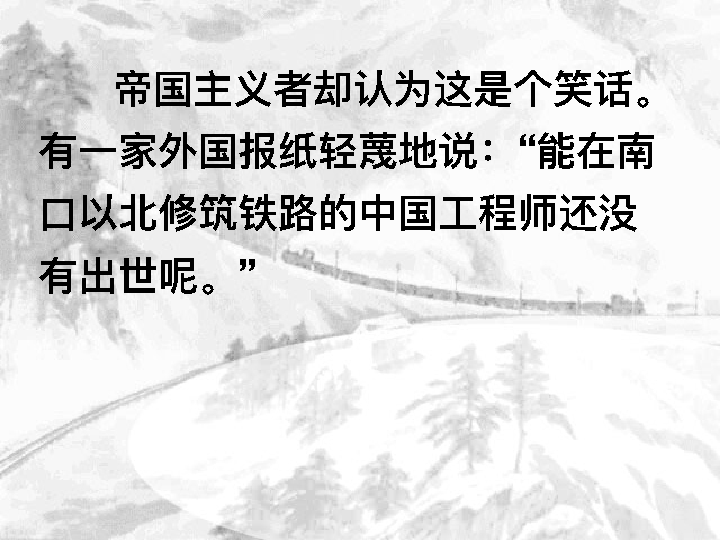 帝国主义者却认为这是个笑话。
有一家外国报纸轻蔑地说：“能在南
口以北修筑铁路的中国工程师还没
有出世呢。”